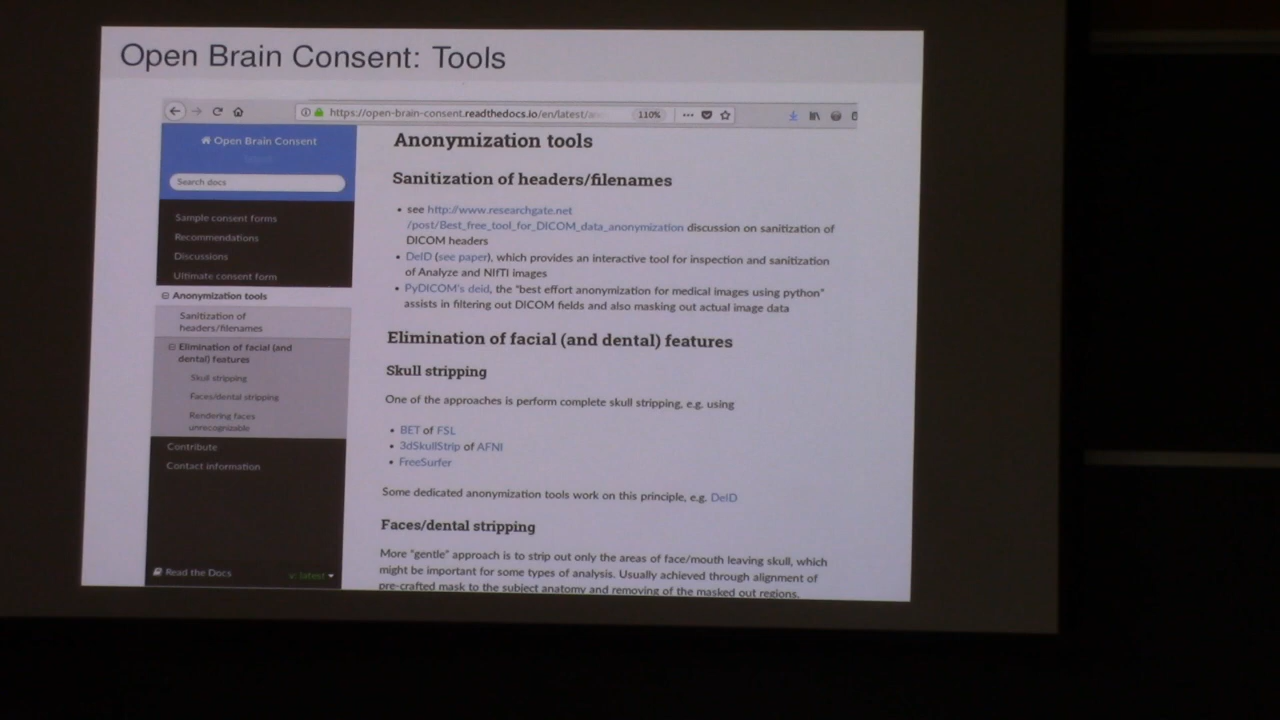 Open Brain Consent: Tools
https://open-brain-consent.readthedocs.io/en/latest/
110%
Open Brain Consent
Search docs
Sample consent forms
Recommendations
Discussions
Ultimate consent form
Anonymization tools
Sanitization of
headers/filenames
Elimination of facial (and
dental) features
Skull stripping
Faces/dental stripping
Rendering faces
unrecognizable
Contribute
Contact information
Read the Docs
v: latest
Anonymization tools
Sanitization of headers/filenames
• see http://www.researchgate.net
/post/Best_free_tool_for_DICOM_data_anonymization discussion on sanitization of
DICOM headers
• DeID (see paper), which provides an interactive tool for inspection and sanitization
of Analyze and NIfTI images
• PyDICOM's deid, the "best effort anonymization for medical images using python"
assists in filtering out DICOM fields and also masking out actual image data
Elimination of facial (and dental) features
Skull stripping
One of the approaches is perform complete skull stripping, e.g. using
• BET of FSL
• 3dSkullStrip of AFNI
• FreeSurfer
Some dedicated anonymization tools work on this principle, e.g. DeID
Faces/dental stripping
More "gentle" approach is to strip out only the areas of face/mouth leaving skull, which
might be important for some types of analysis. Usually achieved through alignment of
pre-crafted mask to the subject anatomy and removing of the masked out regions.